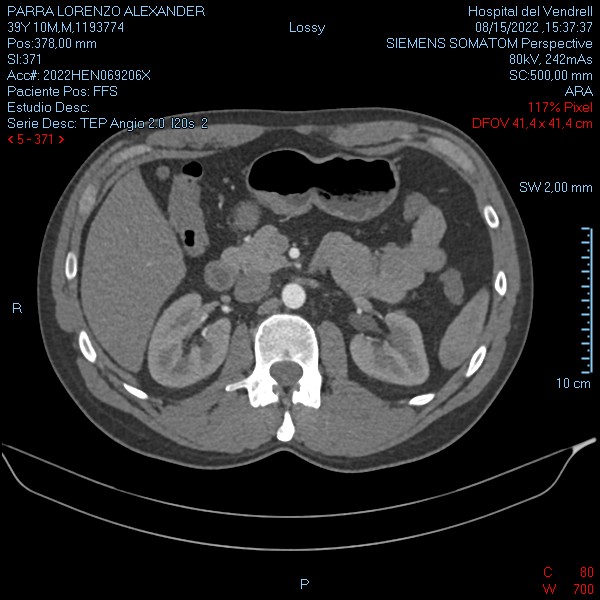 PARRA LORENZO ALEXANDER
39Y 10M,M,1193774
Pos:378,00 mm
SI:371
Acc#: 2022HEN069206X
Paciente Pos: FFS
Estudio Desc:
Serie Desc: TEP Angio 2.0 I20s 2
< 5 - 371 >
Lossy
Hospital del Vendrell
08/15/2022 ,15:37:37
SIEMENS SOMATOM Perspective
80kV, 242mAs
SC:500,00 mm
ARA
117% Pixel
DFOV 41,4 x 41,4 cm
SW 2,00 mm
R
10 cm
P
C 80
W 700